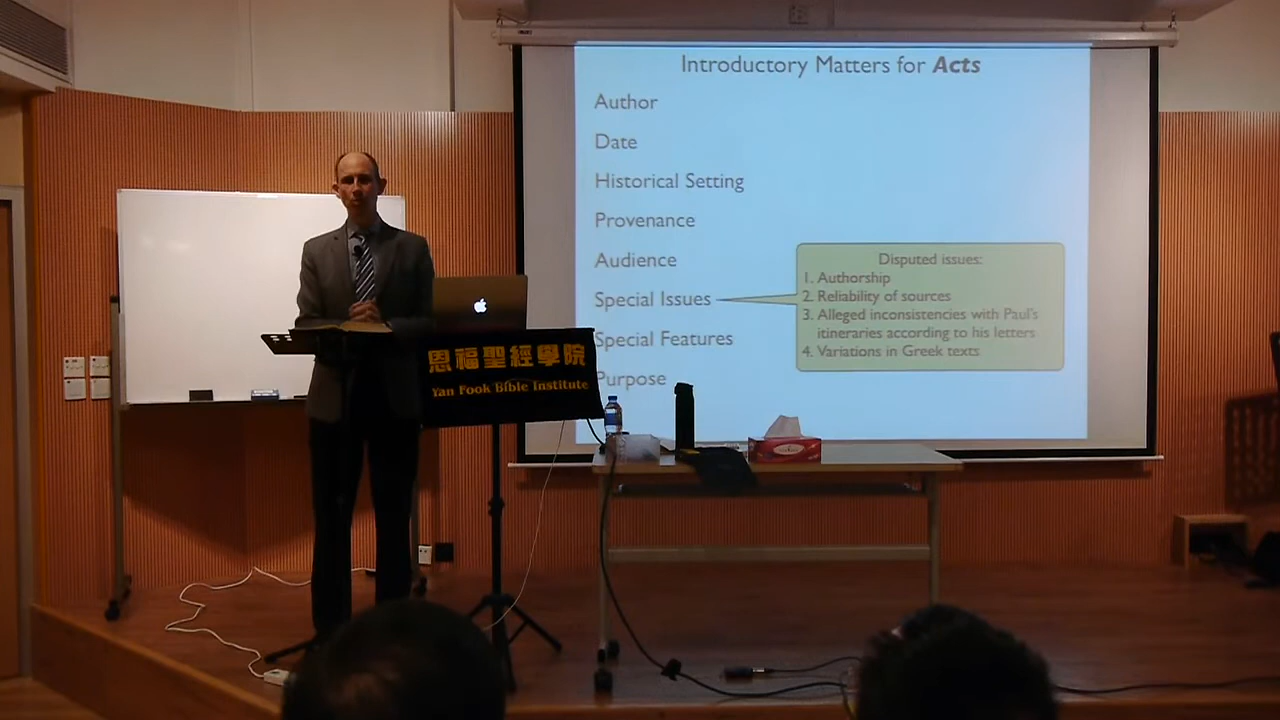 Introductory Matters for Acts
Author
Date
Historical Setting
Provenance
Audience
Special Issues
Special Features
Purpose
Disputed issues:
1. Authorship
2. Reliability of sources
3. Alleged inconsistencies with Paul's
itineraries according to his letters
4. Variations in Greek texts
恩福聖經學院
Yan Fook Bible Institute